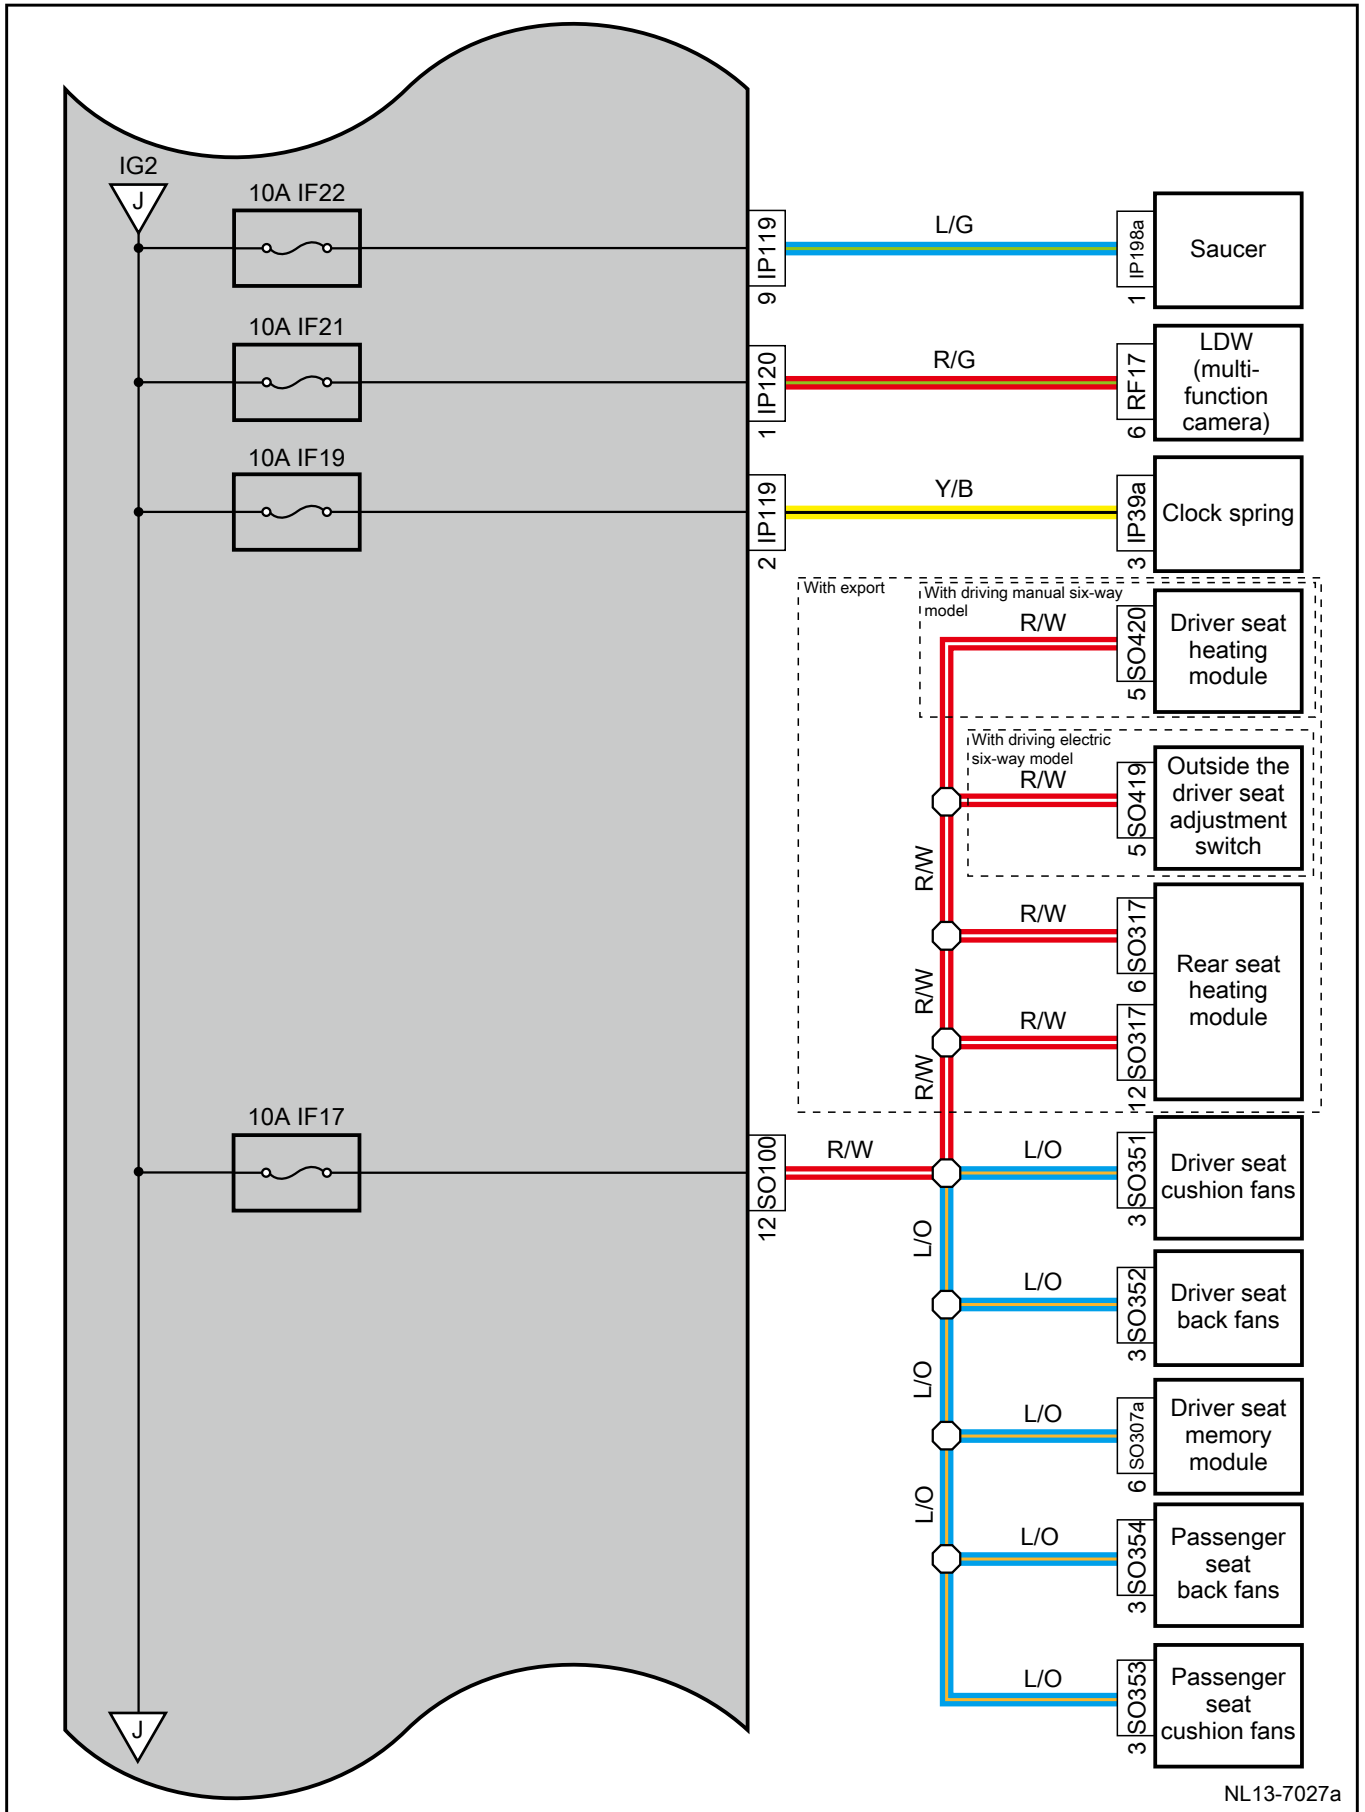 IG2
J
10A IF22
IP119
9
L/G
IP198a
1
Saucer
10A IF21
IP120
1
R/G
RF17
6
LDW
(multi-
function
camera)
10A IF19
IP119
2
Y/B
IP39a
3
Clock spring
With export
With driving manual six-way
model
R/W
SO420
5
Driver seat
heating
module
With driving electric
six-way model
R/W
SO419
5
Outside the
driver seat
adjustment
switch
R/W
R/W
SO317
6
Rear seat
heating
module
R/W
R/W
SO317
12
R/W
10A IF17
SO100
12
R/W
L/O
SO351
3
Driver seat
cushion fans
L/O
L/O
SO352
3
Driver seat
back fans
L/O
L/O
SO307a
6
Driver seat
memory
module
L/O
L/O
SO354
3
Passenger
seat
back fans
L/O
SO353
3
Passenger
seat
cushion fans
J
NL13-7027a